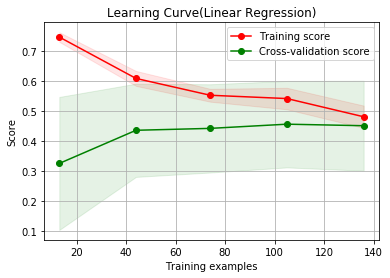 Learning Curve(Linear Regression)
Training score
Cross-validation score
0.7
0.6
0.5
0.4
0.3
0.2
0.1
Score
20
40
60
80
100
120
140
Training examples